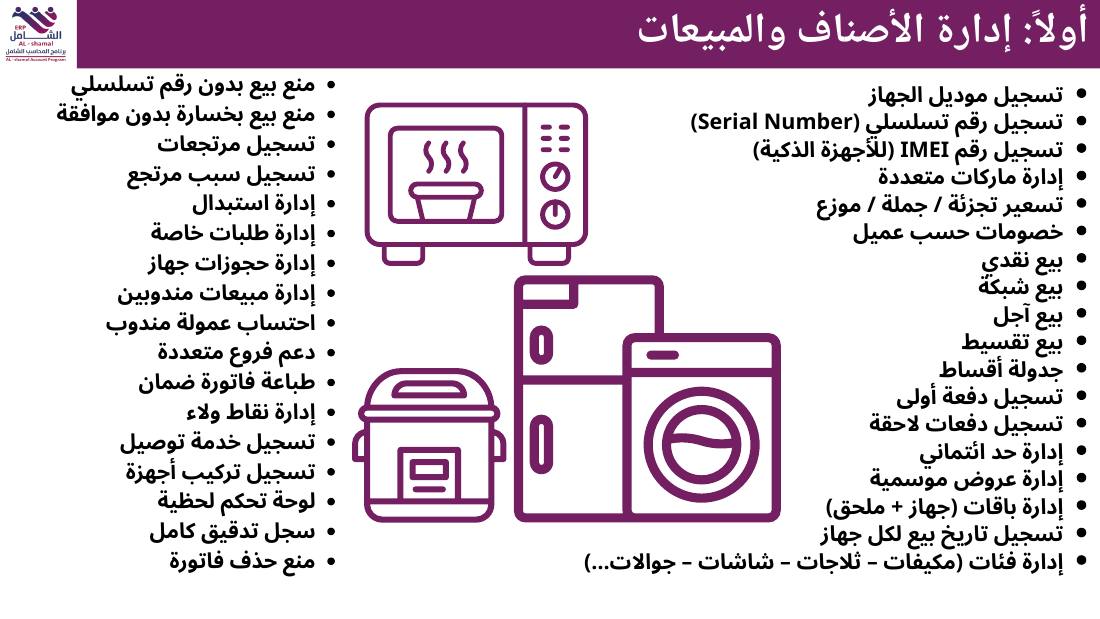 أولاً: إدارة الأصناف والمبيعات
ERP
الشـــامل
AL - shamal
برنامج المحاسب الشامل
AL - shamel Account Program
• تسجيل موديل الجهاز
• تسجيل رقم تسلسلي (Serial Number)
• تسجيل رقم IMEI (للأجهزة الذكية)
• إدارة ماركات متعددة
• تسعير تجزئة / جملة / موزع
• خصومات حسب عميل
• بيع نقدي
• بيع شبكة
• بيع آجل
• بيع تقسيط
• جدولة أقساط
• تسجيل دفعة أولى
• تسجيل دفعات لاحقة
• إدارة حد ائتماني
• إدارة عروض موسمية
• إدارة باقات (جهاز + ملحق)
• تسجيل تاريخ بيع لكل جهاز
• إدارة فئات (مكيفات – ثلاجات – شاشات – جوالات...)
• منع بيع بدون رقم تسلسلي
• منع بيع بخسارة بدون موافقة
• تسجيل مرتجعات
• تسجيل سبب مرتجع
• إدارة استبدال
• إدارة طلبات خاصة
• إدارة حجوزات جهاز
• إدارة مبيعات مندوبين
• احتساب عمولة مندوب
• دعم فروع متعددة
• طباعة فاتورة ضمان
• إدارة نقاط ولاء
• تسجيل خدمة توصيل
• تسجيل تركيب أجهزة
• لوحة تحكم لحظية
• سجل تدقيق كامل
• منع حذف فاتورة